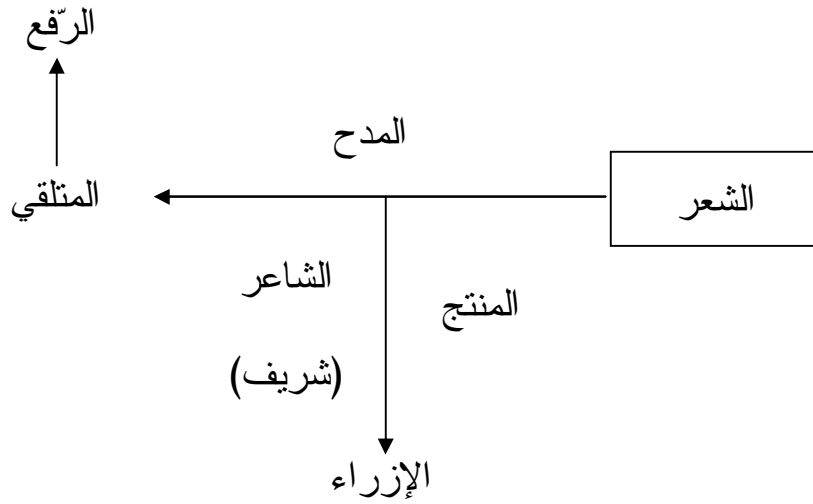 الرّفع
المدح
الشعر
المتلقي
الشاعر
المنتج
(شريف)
الإزراء